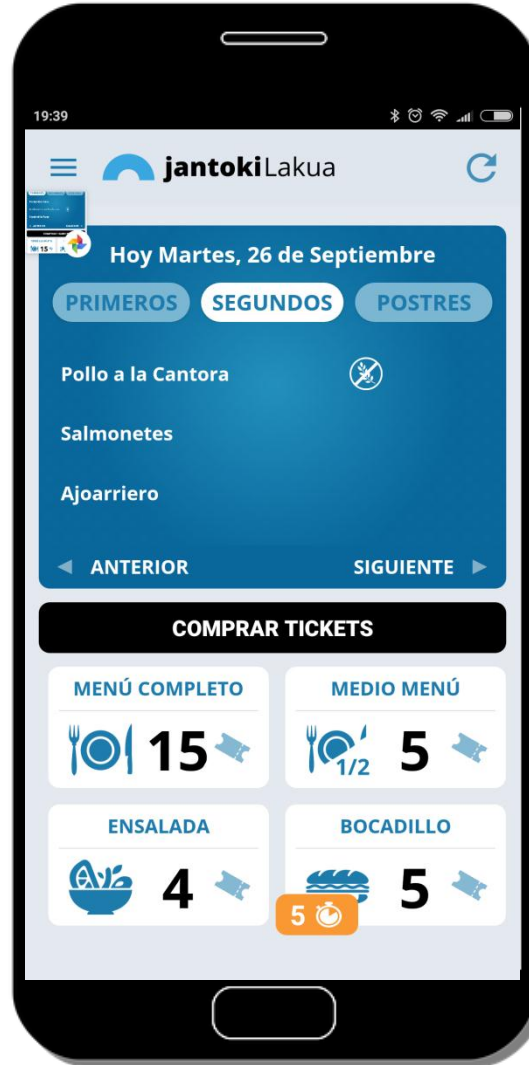 19:39
jantokiLakua
Hoy Martes, 26 de Septiembre
PRIMEROS SEGUNDOS POSTRES
Pollo a la Cantora
Salmonetes
Ajoarriero
ANTERIOR SIGUIENTE
COMPRAR TICKETS
MENÚ COMPLETO MEDIO MENÚ
15 1/2 5
ENSALADA BOCADILLO
4 5
5